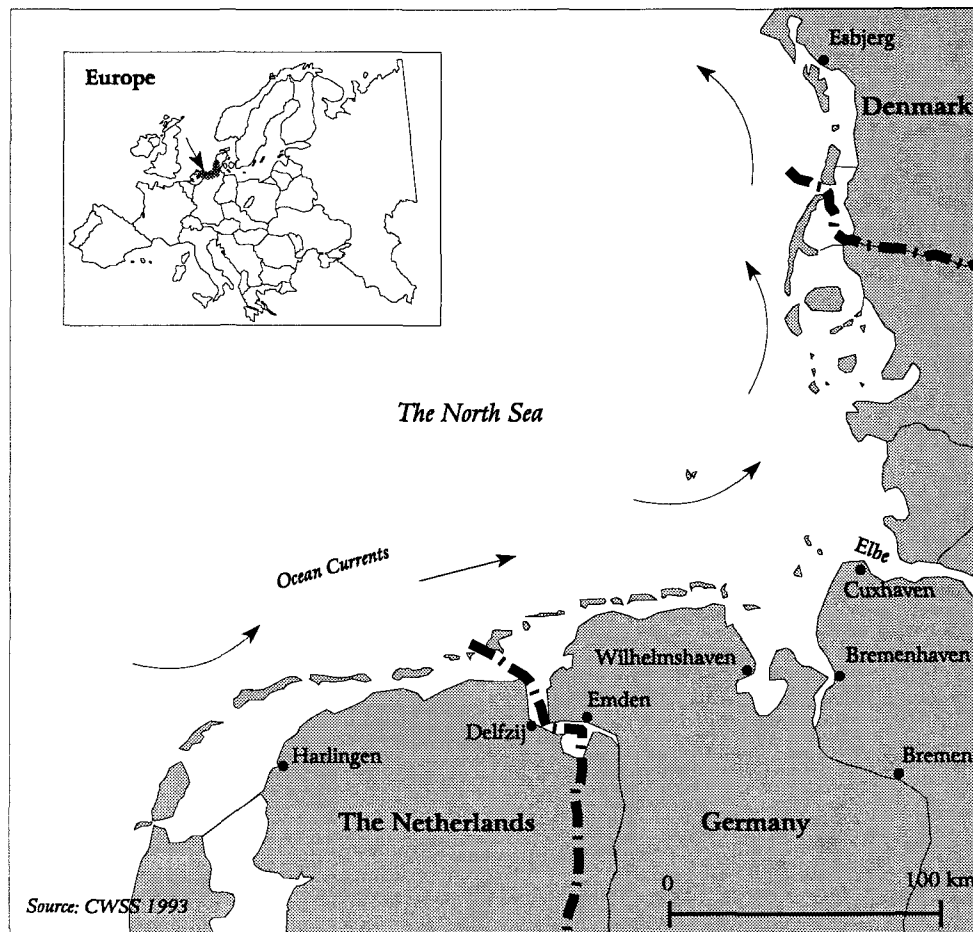 Europe
Esbjerg
Denmark
The North Sea
Ocean Currents
Elbe
Cuxhaven
Wilhelmshaven
Bremenhaven
Emden
Delfzij
Harlingen
Bremen
The Netherlands
Germany
0
100 km
Source: CWSS 1993